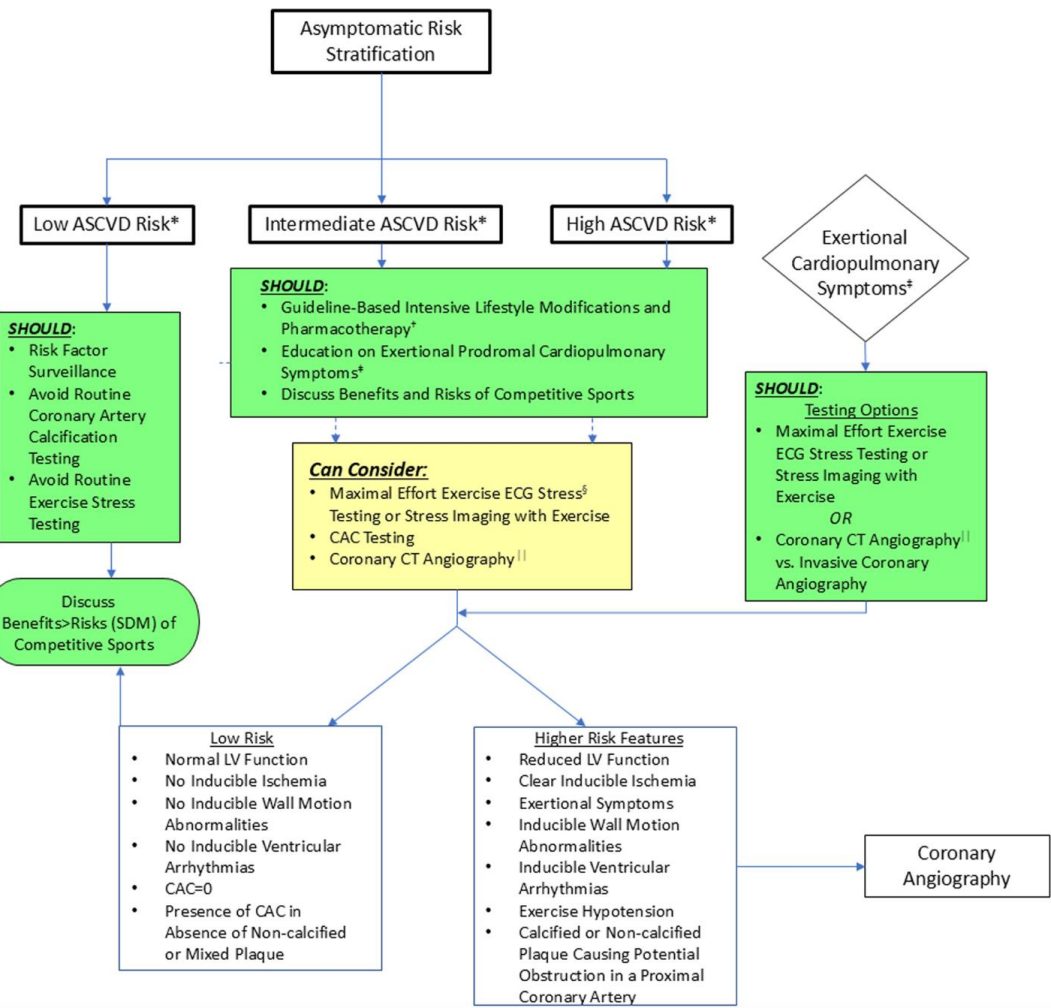 Asymptomatic Risk
Stratification
Low ASCVD Risk*
Intermediate ASCVD Risk*
High ASCVD Risk*
Exertional
Cardiopulmonary
Symptoms‡
SHOULD:
• Risk Factor
Surveillance
• Avoid Routine
Coronary Artery
Calcification
Testing
• Avoid Routine
Exercise Stress
Testing
SHOULD:
• Guideline-Based Intensive Lifestyle Modifications and
Pharmacotherapy†
• Education on Exertional Prodromal Cardiopulmonary
Symptoms‡
• Discuss Benefits and Risks of Competitive Sports
SHOULD:
Testing Options
• Maximal Effort Exercise
ECG Stress Testing or
Stress Imaging with
Exercise
OR
• Coronary CT Angiography||
vs. Invasive Coronary
Angiography
Can Consider:
• Maximal Effort Exercise ECG Stress§
Testing or Stress Imaging with Exercise
• CAC Testing
• Coronary CT Angiography||
Discuss
Benefits>Risks (SDM) of
Competitive Sports
Low Risk
• Normal LV Function
• No Inducible Ischemia
• No Inducible Wall Motion
Abnormalities
• No Inducible Ventricular
Arrhythmias
• CAC=0
• Presence of CAC in
Absence of Non-calcified
or Mixed Plaque
Higher Risk Features
• Reduced LV Function
• Clear Inducible Ischemia
• Exertional Symptoms
• Inducible Wall Motion
Abnormalities
• Inducible Ventricular
Arrhythmias
• Exercise Hypotension
• Calcified or Non-calcified
Plaque Causing Potential
Obstruction in a Proximal
Coronary Artery
Coronary
Angiography